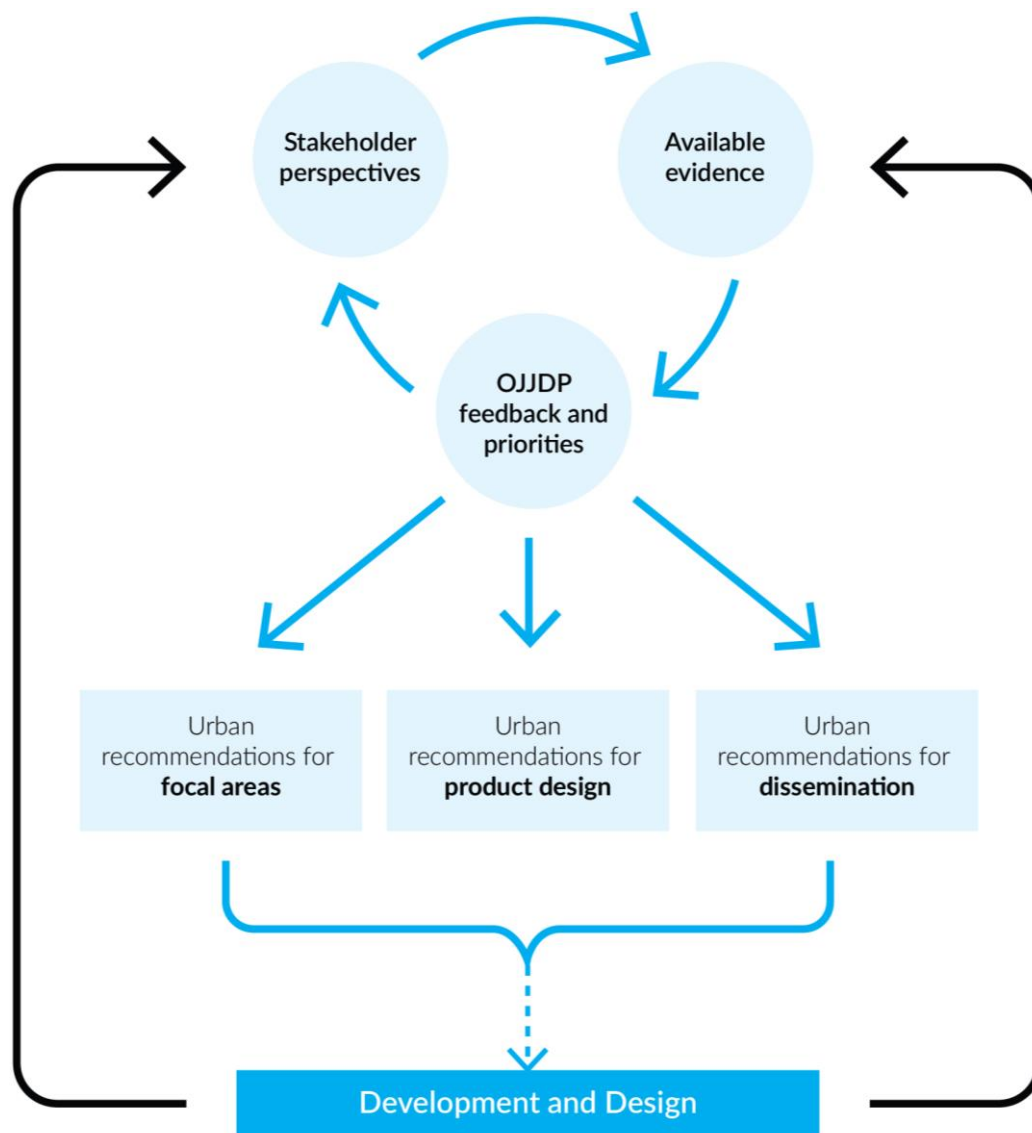 Stakeholder
perspectives
Available
evidence
OJJDP
feedback and
priorities
Urban
recommendations for
focal areas
Urban
recommendations for
product design
Urban
recommendations for
dissemination
Development and Design